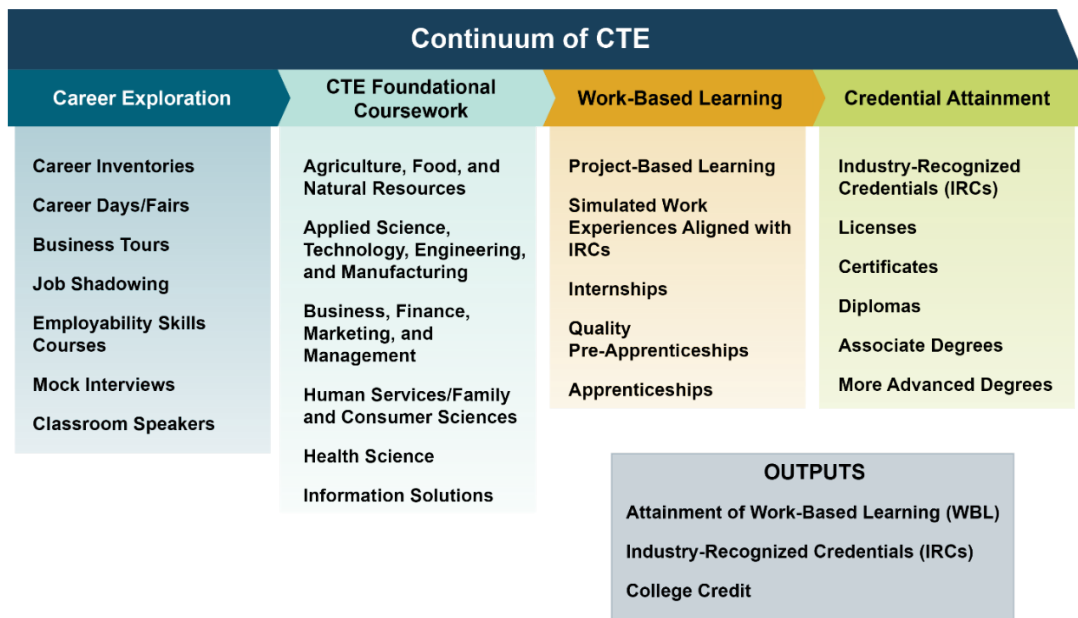 Continuum of CTE
Career Exploration
CTE Foundational
Coursework
Work-Based Learning
Credential Attainment
Career Inventories
Career Days/Fairs
Business Tours
Job Shadowing
Employability Skills
Courses
Mock Interviews
Classroom Speakers
Agriculture, Food, and
Natural Resources
Applied Science,
Technology, Engineering,
and Manufacturing
Business, Finance,
Marketing, and
Management
Human Services/Family
and Consumer Sciences
Health Science
Information Solutions
Project-Based Learning
Simulated Work
Experiences Aligned with
IRCs
Internships
Quality
Pre-Apprenticeships
Apprenticeships
Industry-Recognized
Credentials (IRCs)
Licenses
Certificates
Diplomas
Associate Degrees
More Advanced Degrees
OUTPUTS
Attainment of Work-Based Learning (WBL)
Industry-Recognized Credentials (IRCs)
College Credit